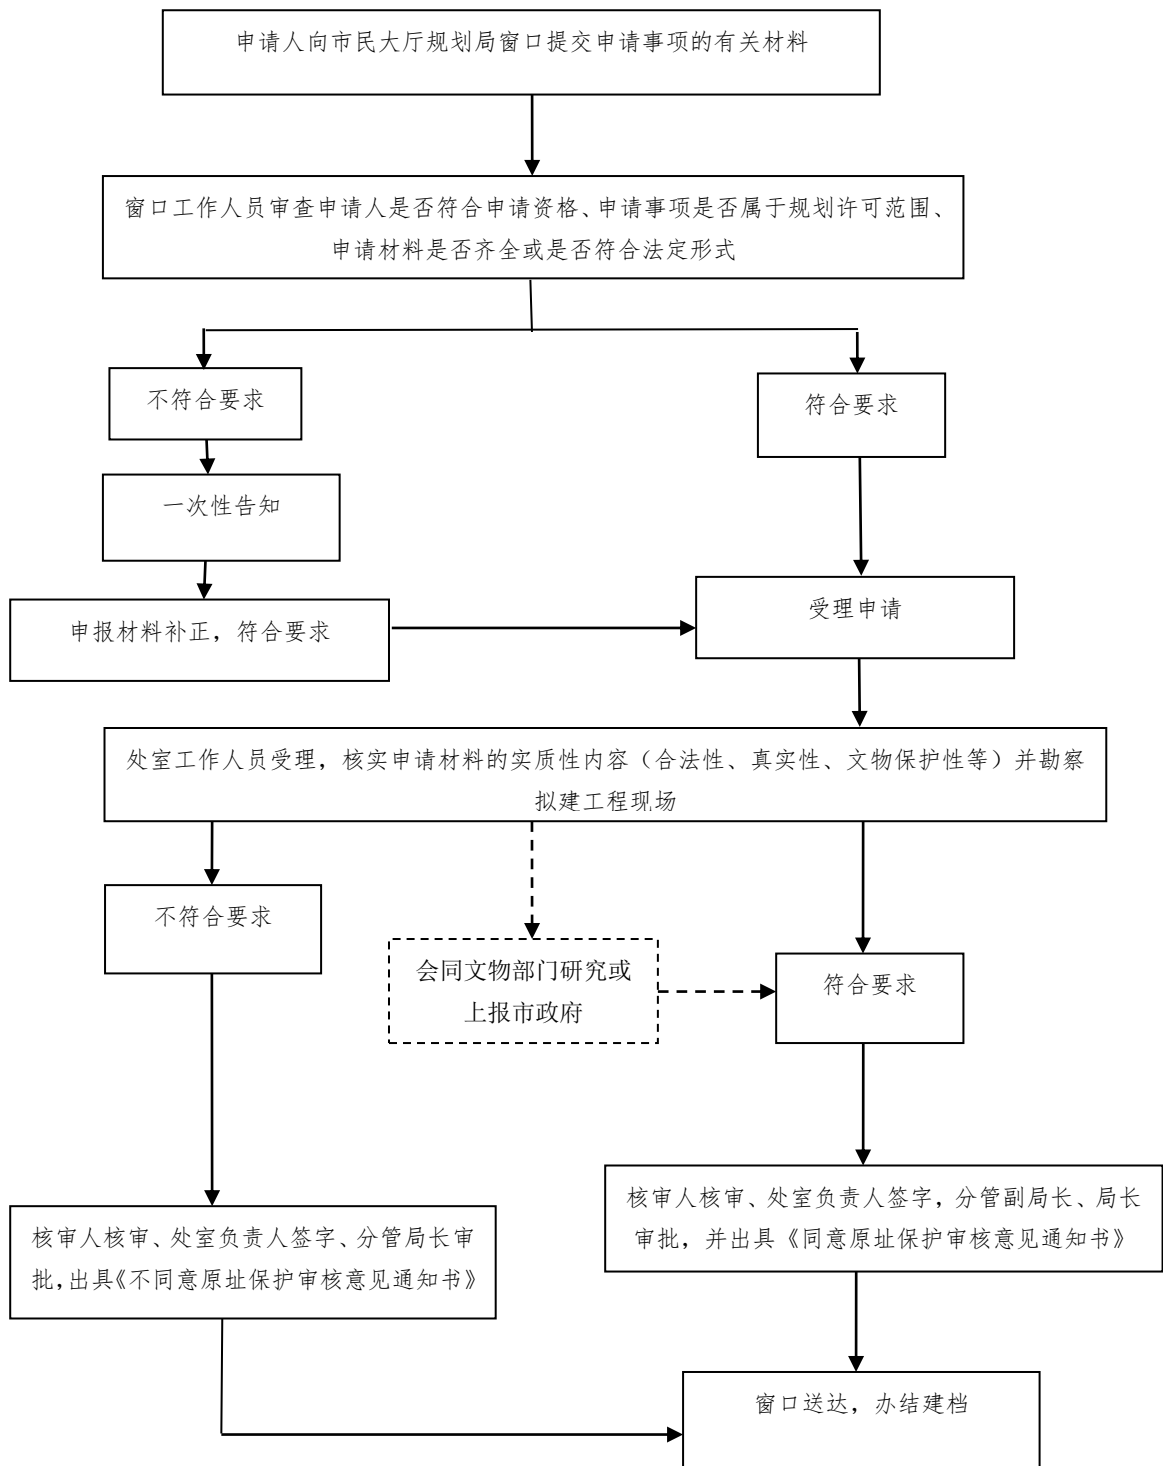 申请人向市民大厅规划局窗口提交申请事项的有关材料
窗口工作人员审查申请人是否符合申请资格、申请事项是否属于规划许可范围、
申请材料是否齐全或是否符合法定形式
不符合要求
符合要求
一次性告知
申报材料补正，符合要求
受理申请
处室工作人员受理，核实申请材料的实质性内容（合法性、真实性、文物保护性等）并勘察
拟建工程现场
不符合要求
会同文物部门研究或
上报市政府
符合要求
核审人核审、处室负责人签字、分管局长审
批，出具《不同意原址保护审核意见通知书》
核审人核审、处室负责人签字，分管副局长、局长
审批，并出具《同意原址保护审核意见通知书》
窗口送达，办结建档